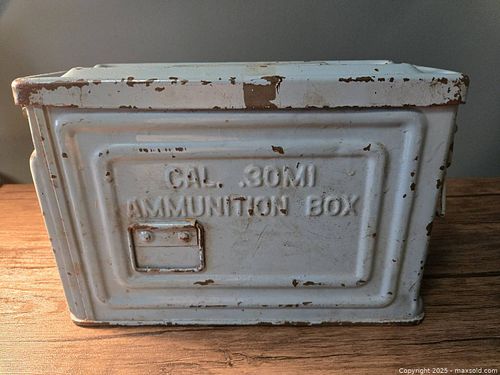 CAL. .30M1
AMMUNITION BOX
Copyright 2025 - maxsold.com